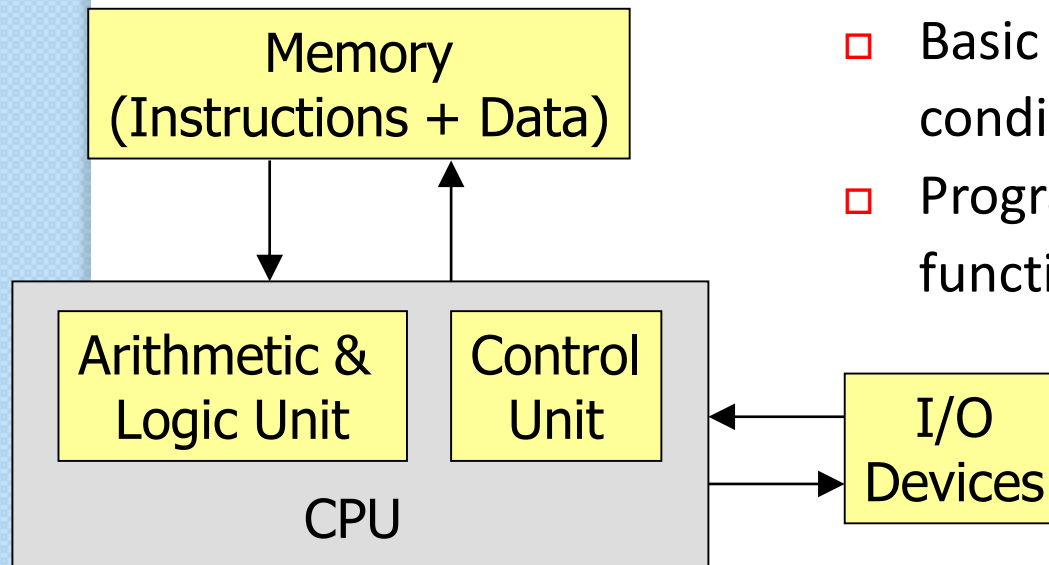 Memory
(Instructions + Data)
Basic
condi
Progr
functi
Arithmetic &
Logic Unit
Control
Unit
CPU
I/O
Devices